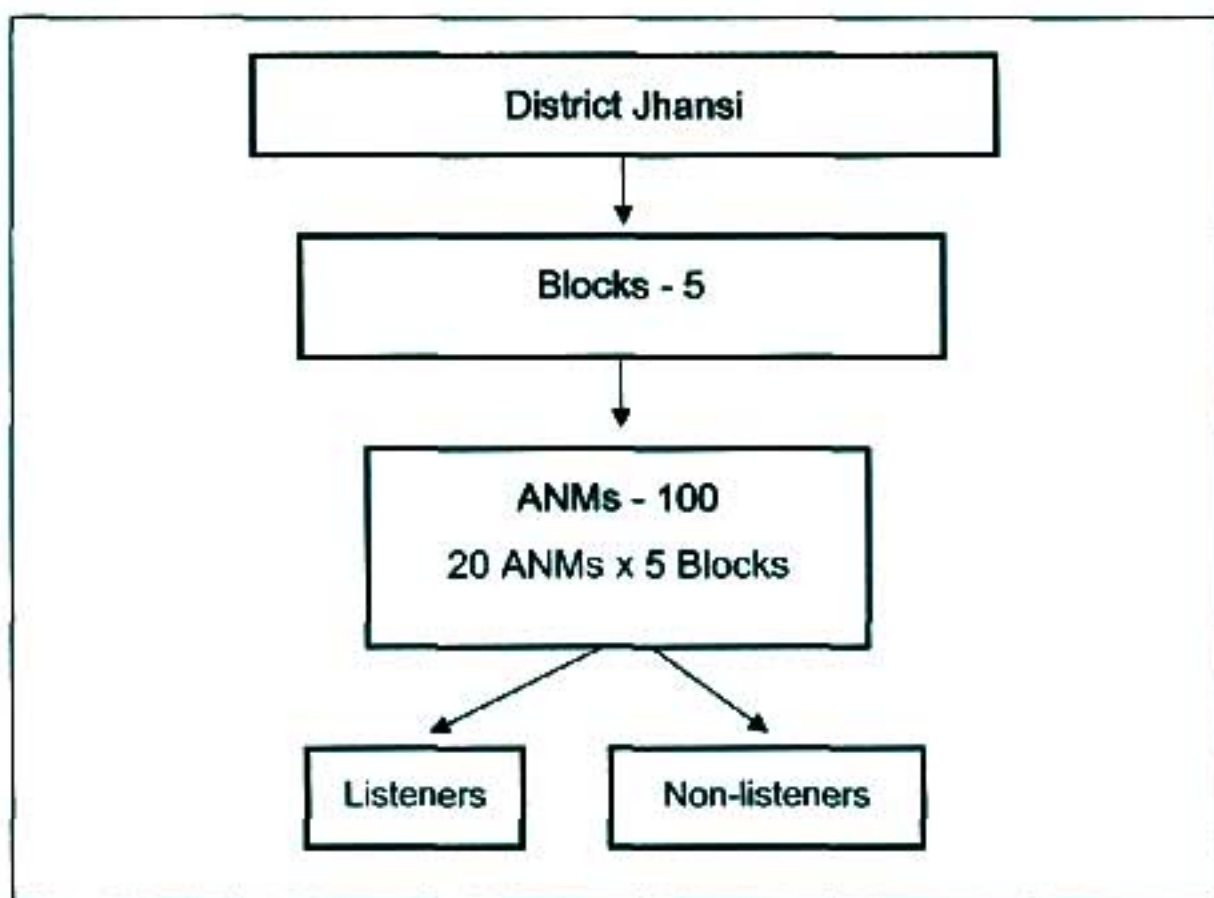 District Jhansi
Blocks - 5
ANMs - 100
20 ANMs x 5 Blocks
Listeners
Non-listeners